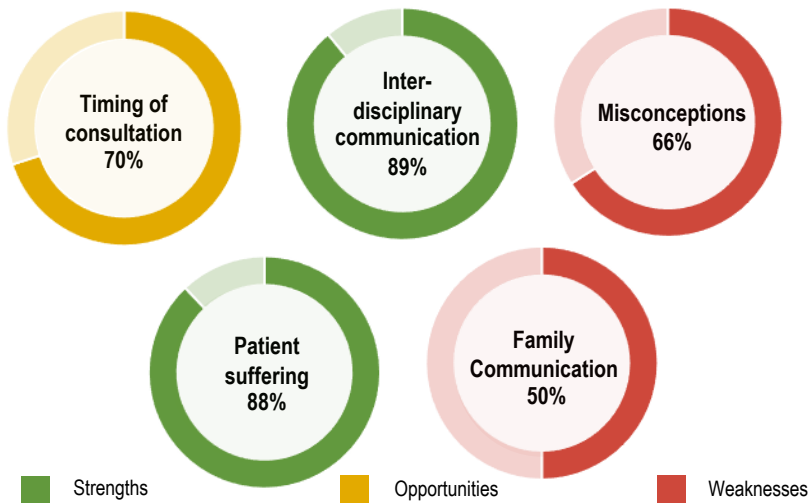 Timing of
consultation
70%
Inter-
disciplinary
communication
89%
Misconceptions
66%
Patient
suffering
88%
Family
Communication
50%
Strengths
Opportunities
Weaknesses